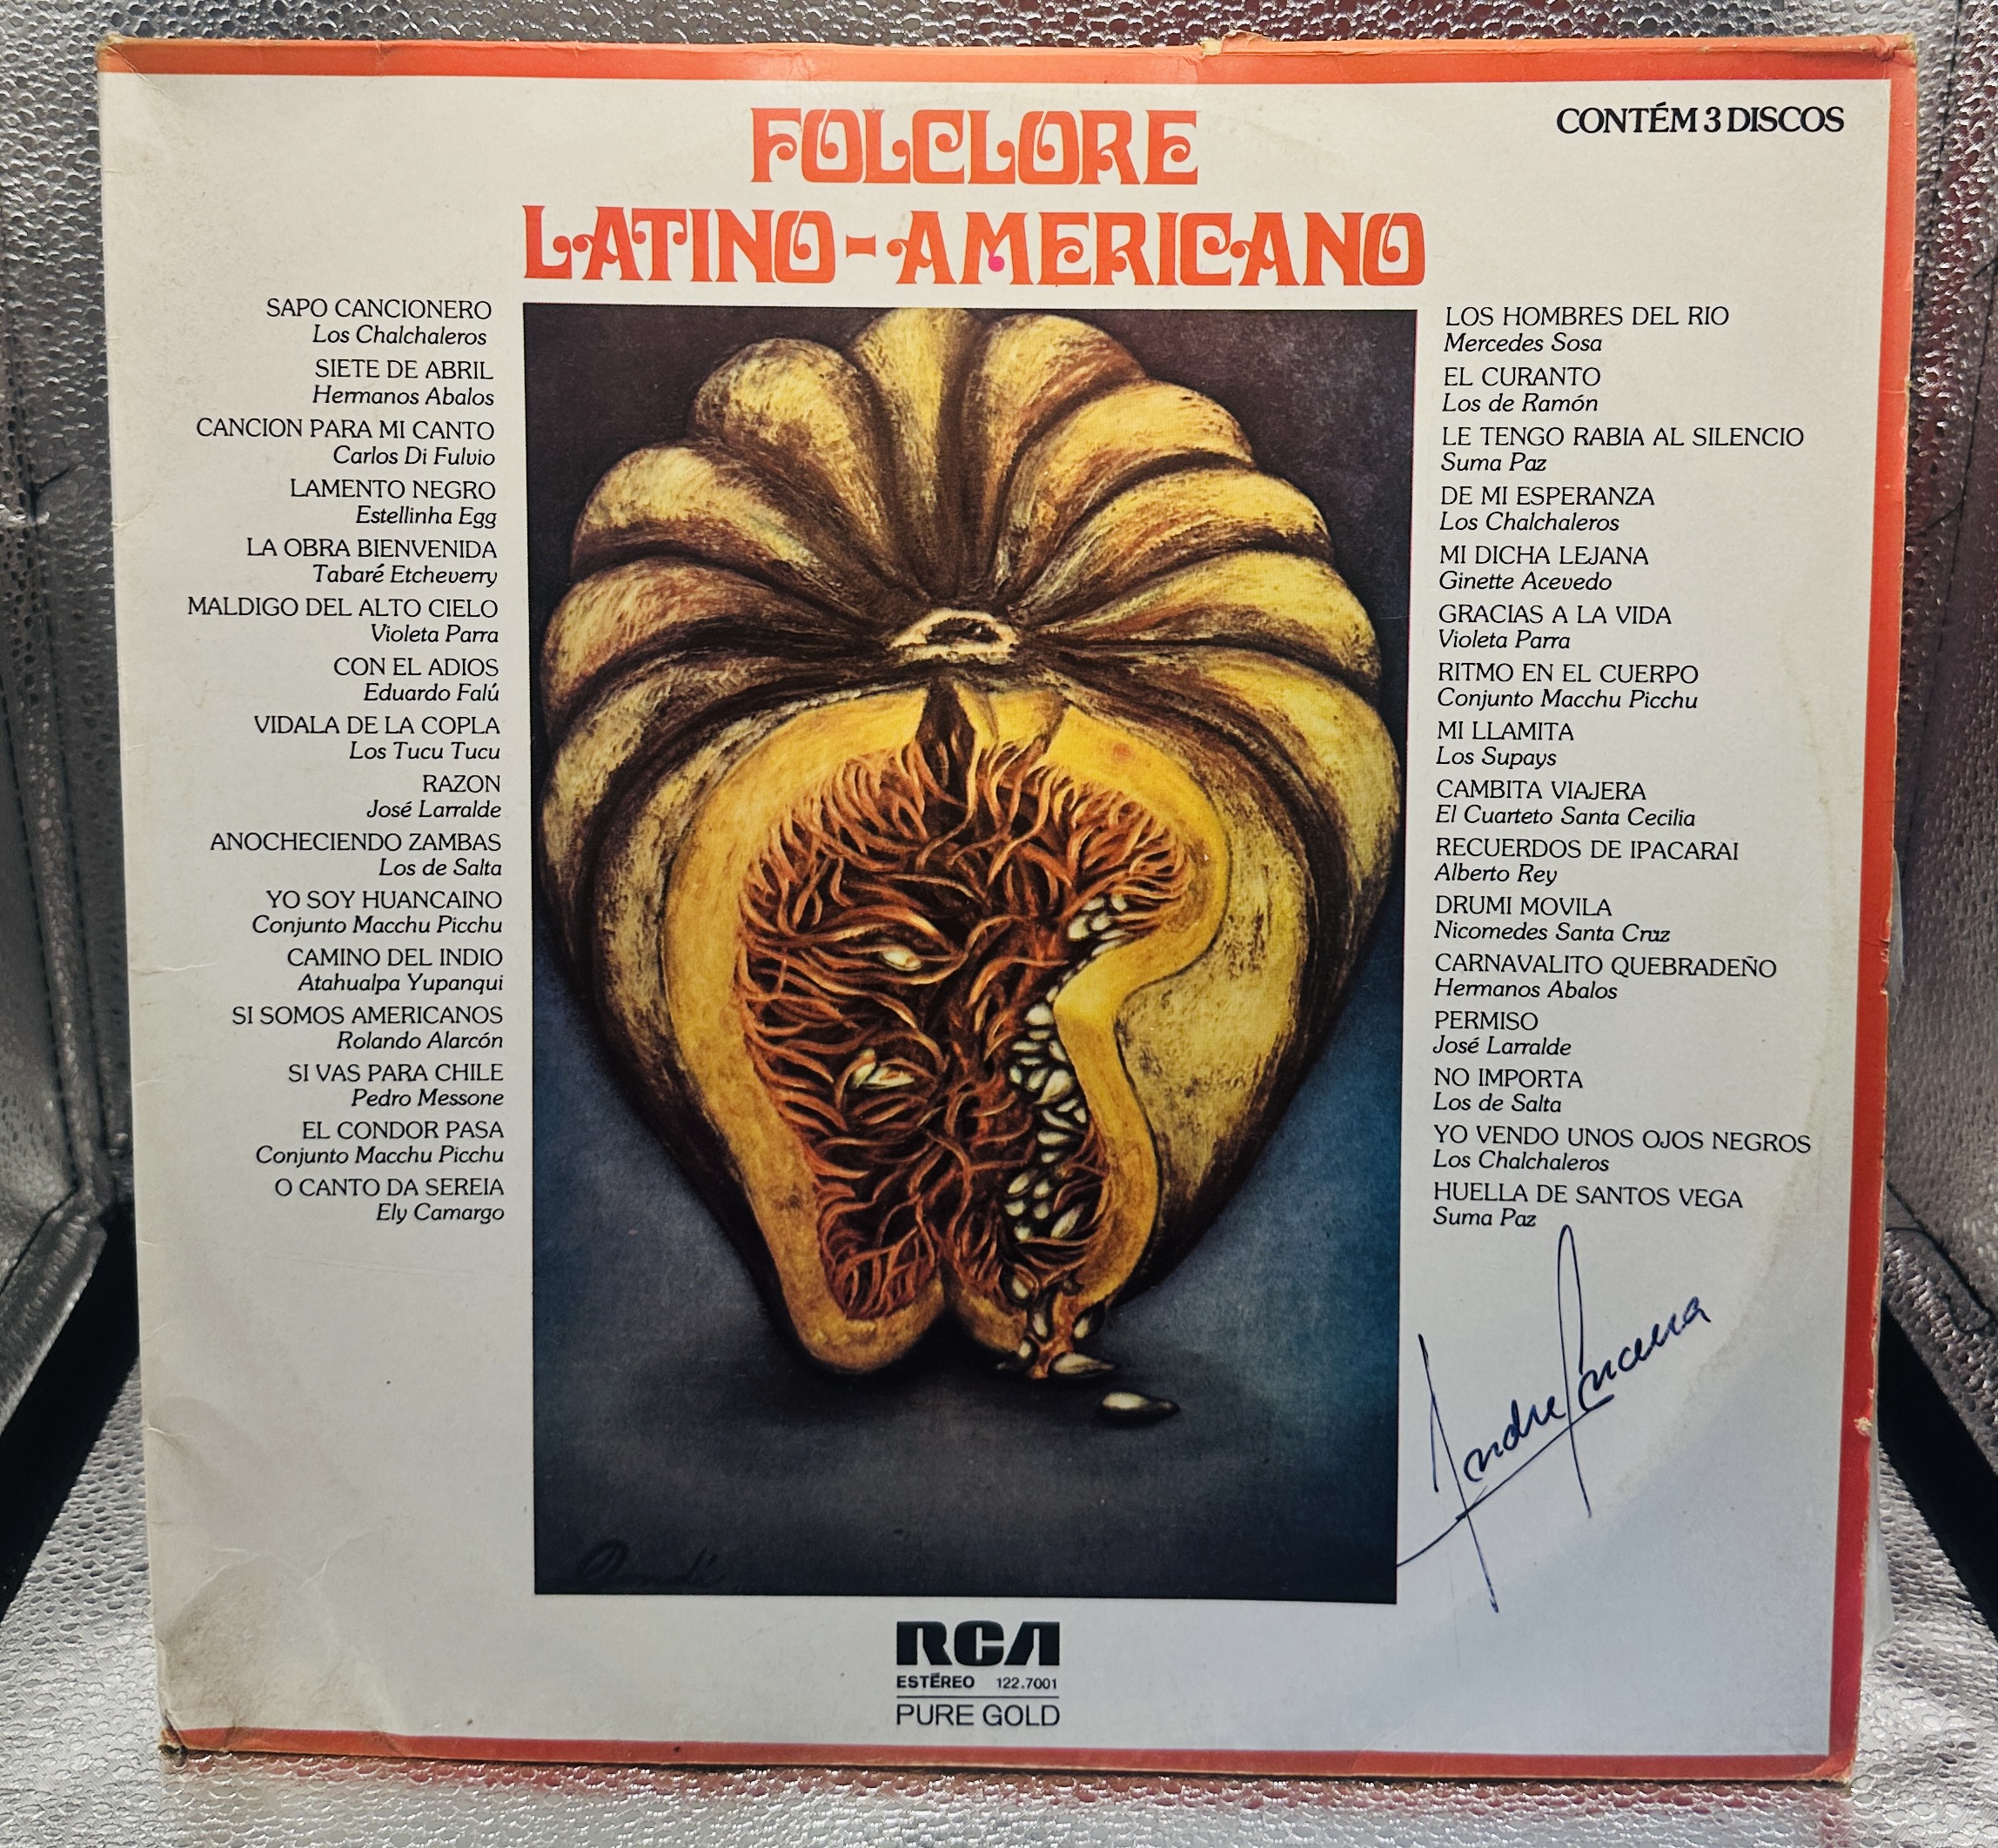 FOLCLORE
LATINO-AMERICANO
CONTÉM 3 DISCOS
SAPO CANCIONERO
Los Chalchaleros
SIETE DE ABRIL
Hermanos Abalos
CANCION PARA MI CANTO
Carlos Di Fulvio
LAMENTO NEGRO
Estellinha Egg
LA OBRA BIENVENIDA
Tabaré Etcheverry
MALDIGO DEL ALTO CIELO
Violeta Parra
CON EL ADIOS
Eduardo Falú
VIDALA DE LA COPLA
Los Tucu Tucu
RAZON
José Larralde
ANOCHECIENDO ZAMBAS
Los de Salta
YO SOY HUANCAINO
Conjunto Macchu Picchu
CAMINO DEL INDIO
Atahualpa Yupanqui
SI SOMOS AMERICANOS
Rolando Alarcón
SI VAS PARA CHILE
Pedro Messone
EL CONDOR PASA
Conjunto Macchu Picchu
O CANTO DA SEREIA
Ely Camargo
LOS HOMBRES DEL RIO
Mercedes Sosa
EL CURANTO
Los de Ramón
LE TENGO RABIA AL SILENCIO
Suma Paz
DE MI ESPERANZA
Los Chalchaleros
MI DICHA LEJANA
Ginette Acevedo
GRACIAS A LA VIDA
Violeta Parra
RITMO EN EL CUERPO
Conjunto Macchu Picchu
MI LLAMITA
Los Supays
CAMBITA VIAJERA
El Cuarteto Santa Cecilia
RECUERDOS DE IPACARAI
Alberto Rey
DRUMI MOVILA
Nicomedes Santa Cruz
CARNAVALITO QUEBRADEÑO
Hermanos Abalos
PERMISO
José Larralde
NO IMPORTA
Los de Salta
YO VENDO UNOS OJOS NEGROS
Los Chalchaleros
HUELLA DE SANTOS VEGA
Suma Paz
Andre Lucena
RCA
ESTÉREO 122.7001
PURE GOLD